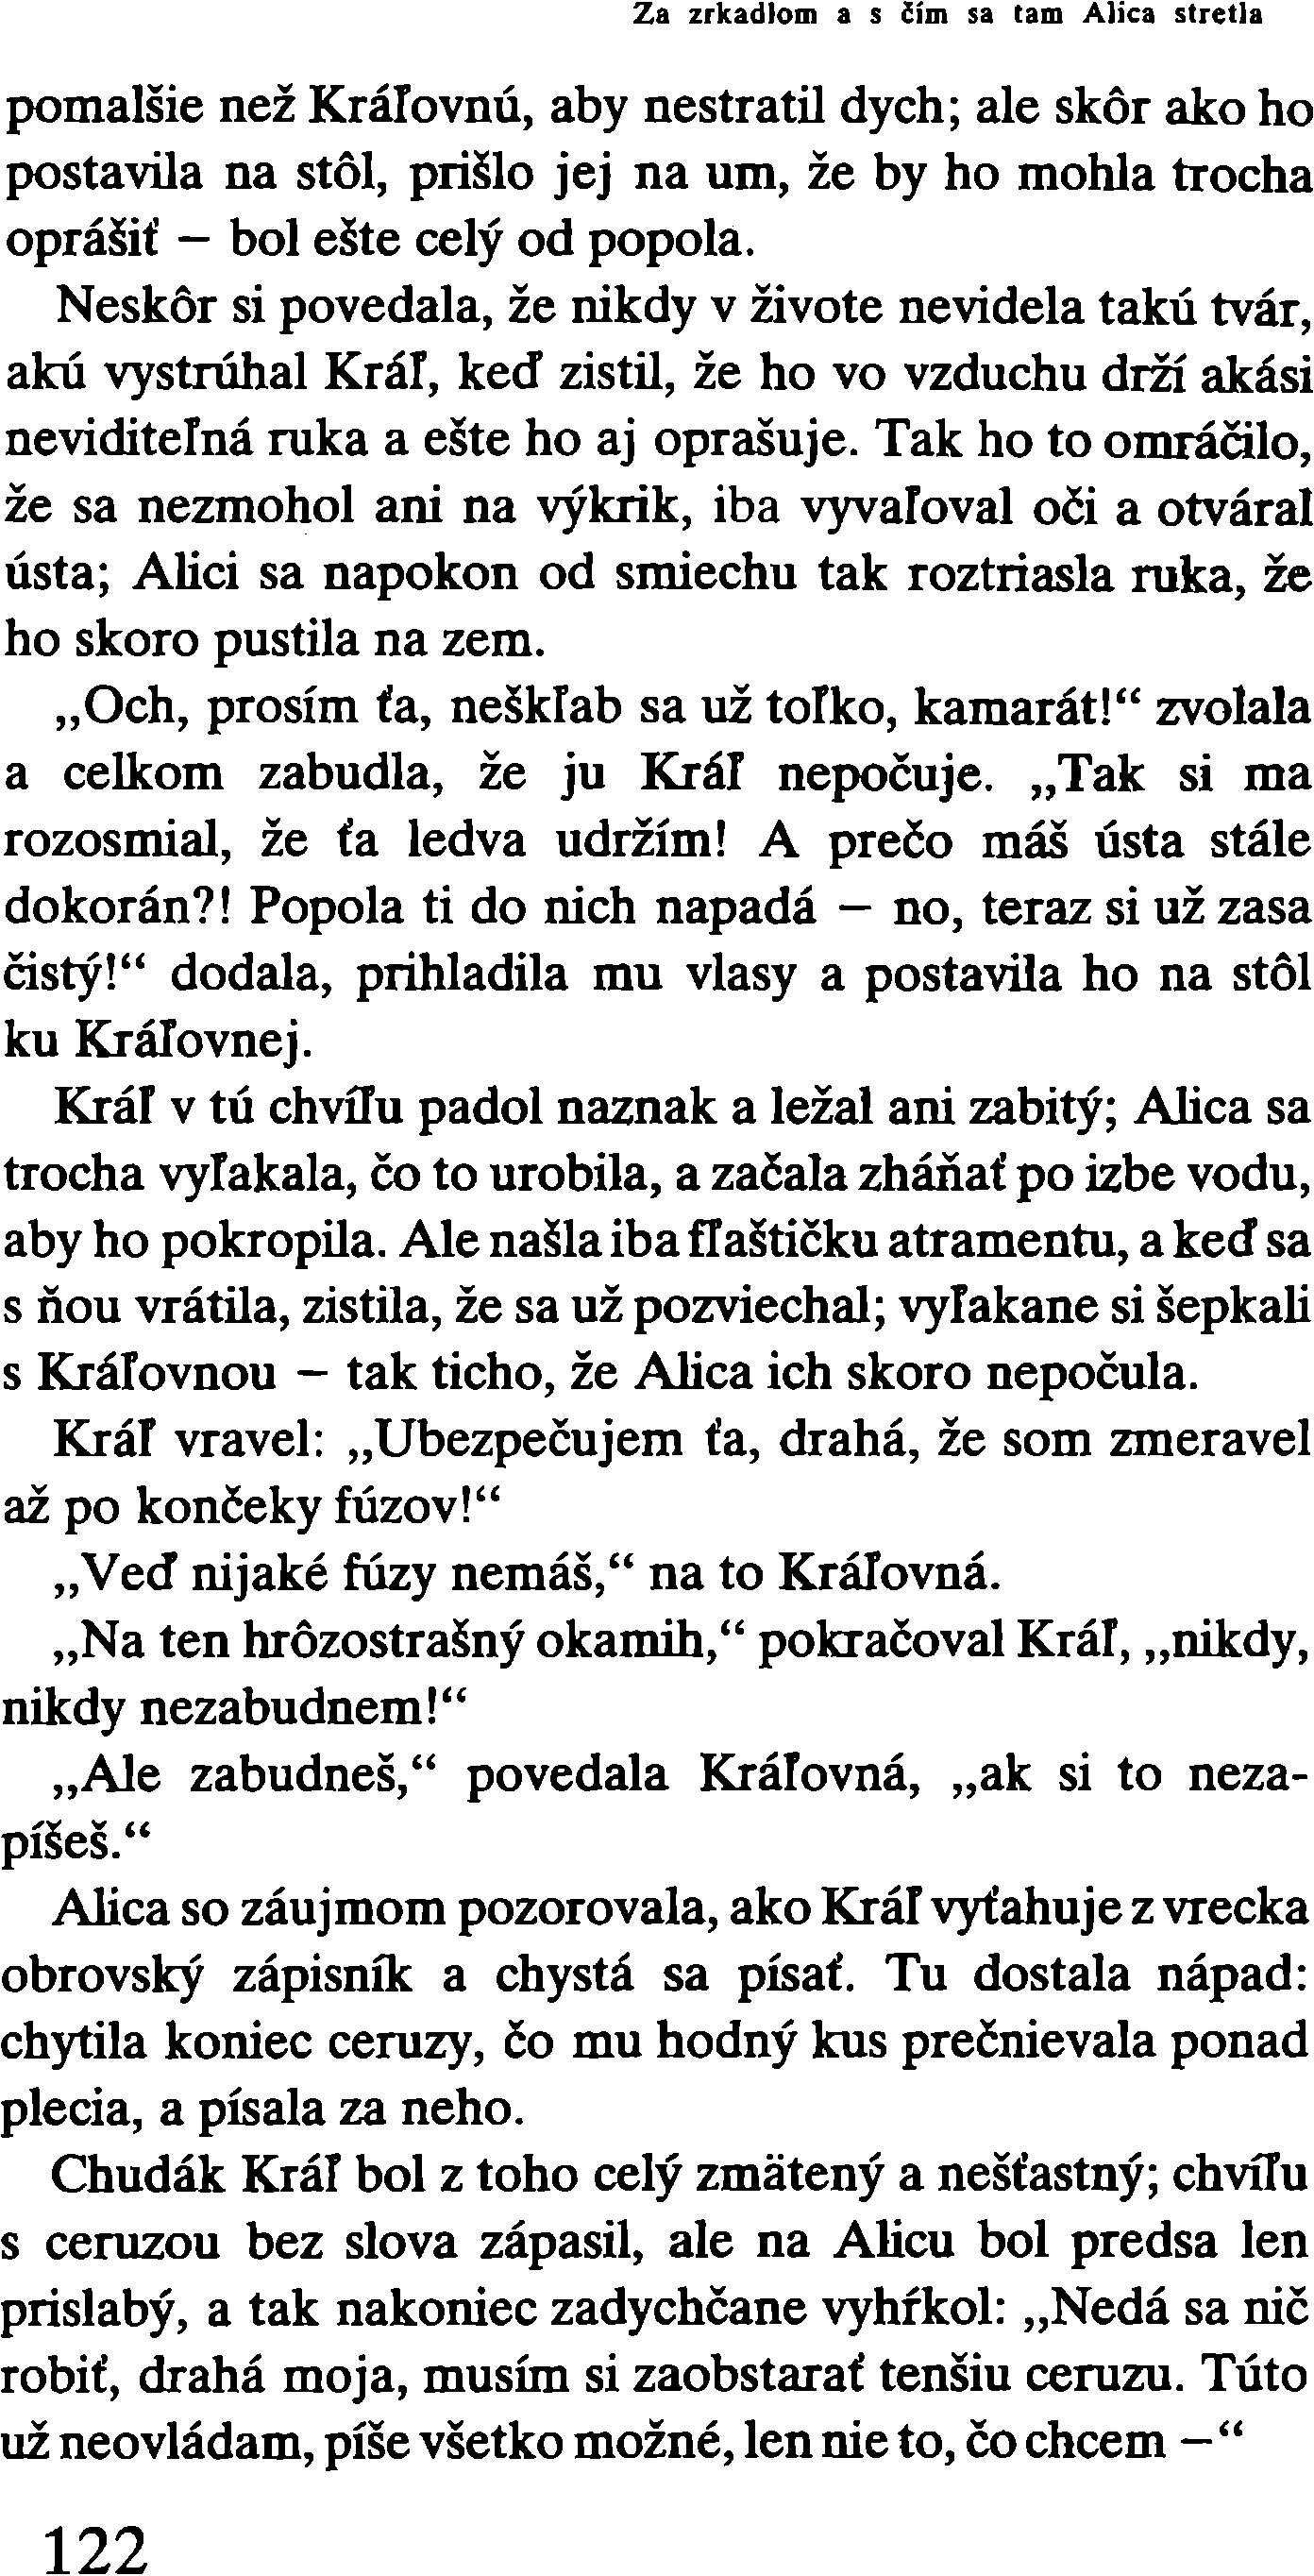 Za zrkadlom a s čím sa tam Alica stretla
pomalšie než Kráľovnú, aby nestratil dych; ale skôr ako ho
postavila na stôl, prišlo jej na um, že by ho mohla trocha
oprášiť – bol ešte celý od popola.
Neskôr si povedala, že nikdy v živote nevidela takú tvár,
akú vystrúhal Kráľ, keď zistil, že ho vo vzduchu drží akási
neviditeľná ruka a ešte ho aj oprašuje. Tak ho to omráčilo,
že sa nezmohol ani na výkrik, iba vyvaľoval oči a otváral
ústa; Alici sa napokon od smiechu tak roztriasla ruka, že
ho skoro pustila na zem.
„Och, prosím ťa, neškľab sa už toľko, kamarát!“ zvolala
a celkom zabudla, že ju Kráľ nepočuje. „Tak si ma
rozosmial, že ťa ledva udržím! A prečo máš ústa stále
dokorán?! Popola ti do nich napadá – no, teraz si už zasa
čistý!“ dodala, prihladila mu vlasy a postavila ho na stôl
ku Kráľovnej.
Kráľ v tú chvíľu padol naznak a ležal ani zabitý; Alica sa
trocha vyľakala, čo to urobila, a začala zháňať po izbe vodu,
aby ho pokropila. Ale našla iba fľaštičku atramentu, a keď sa
s ňou vrátila, zistila, že sa už pozviechal; vyľakane si šepkali
s Kráľovnou – tak ticho, že Alica ich skoro nepočula.
Kráľ vravel: „Ubezpečujem ťa, drahá, že som zmeravel
až po končeky fúzov!“
„Veď nijaké fúzy nemáš,“ na to Kráľovná.
„Na ten hrôzostrašný okamih,“ pokračoval Kráľ, „nikdy,
nikdy nezabudnem!“
„Ale zabudneš,“ povedala Kráľovná, „ak si to neza-
píšeš.“
Alica so záujmom pozorovala, ako Kráľ vyťahuje z vrecka
obrovský zápisník a chystá sa písať. Tu dostala nápad:
chytila koniec ceruzy, čo mu hodný kus prečnievala ponad
plecia, a písala za neho.
Chudák Kráľ bol z toho celý zmätený a nešťastný; chvíľu
s ceruzou bez slova zápasil, ale na Alicu bol predsa len
prislabý, a tak nakoniec zadychčane vyhŕkol: „Nedá sa nič
robiť, drahá moja, musím si zaobstarať tenšiu ceruzu. Túto
už neovládam, píše všetko možné, len nie to, čo chcem –“
122